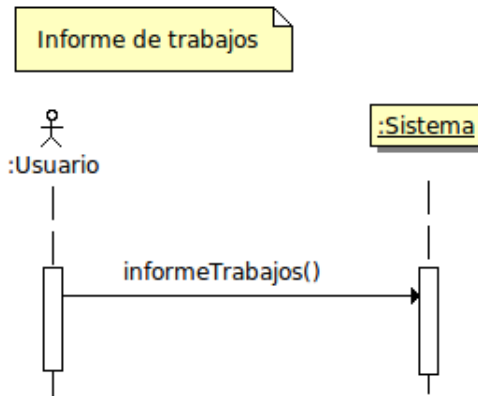 Informe de trabajos
:Usuario
:Sistema
informeTrabajos()